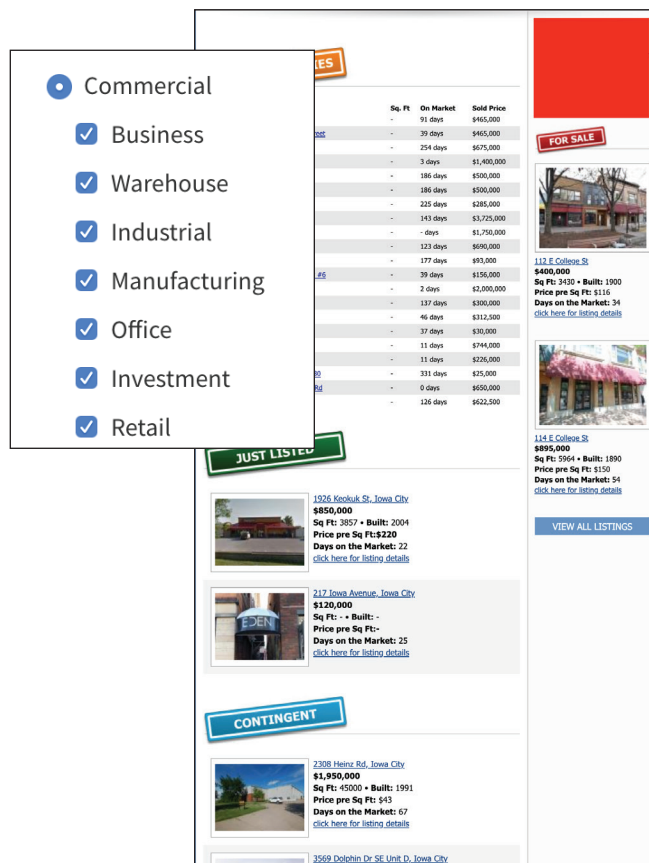 Commercial
Business
Warehouse
Industrial
Manufacturing
Office
Investment
Retail
Sq. Ft On Market Sold Price
- 91 days $465,000
- 39 days $465,000
- 254 days $675,000
- 3 days $1,400,000
- 186 days $500,000
- 186 days $500,000
- 225 days $285,000
- 143 days $3,725,000
- - days $1,750,000
- 123 days $690,000
- 177 days $93,000
#6 - 39 days $156,000
- 2 days $2,000,000
- 137 days $300,000
- 46 days $312,500
- 37 days $30,000
- 11 days $744,000
- 11 days $226,000
- 331 days $25,000
Rd - 0 days $650,000
- 126 days $622,500
JUST LISTED
1926 Keokuk St, Iowa City
$850,000
Sq Ft: 3857 • Built: 2004
Price pre Sq Ft:$220
Days on the Market: 22
click here for listing details
EDEN
217 Iowa Avenue, Iowa City
$120,000
Sq Ft: - • Built: -
Price pre Sq Ft:-
Days on the Market: 25
click here for listing details
CONTINGENT
2308 Heinz Rd, Iowa City
$1,950,000
Sq Ft: 45000 • Built: 1991
Price pre Sq Ft: $43
Days on the Market: 67
click here for listing details
3569 Dolphin Dr SE Unit D, Iowa City
FOR SALE
112 E College St
$400,000
Sq Ft: 3430 • Built: 1900
Price pre Sq Ft: $116
Days on the Market: 34
click here for listing details
114 E College St
$895,000
Sq Ft: 5964 • Built: 1890
Price pre Sq Ft: $150
Days on the Market: 54
click here for listing details
VIEW ALL LISTINGS